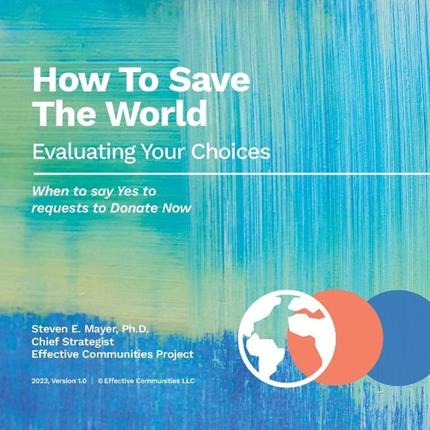 How To Save
The World
Evaluating Your Choices
When to say Yes to
requests to Donate Now
Steven E. Mayer, Ph.D.
Chief Strategist
Effective Communities Project
2023, Version 1.0 | © Effective Communities LLC